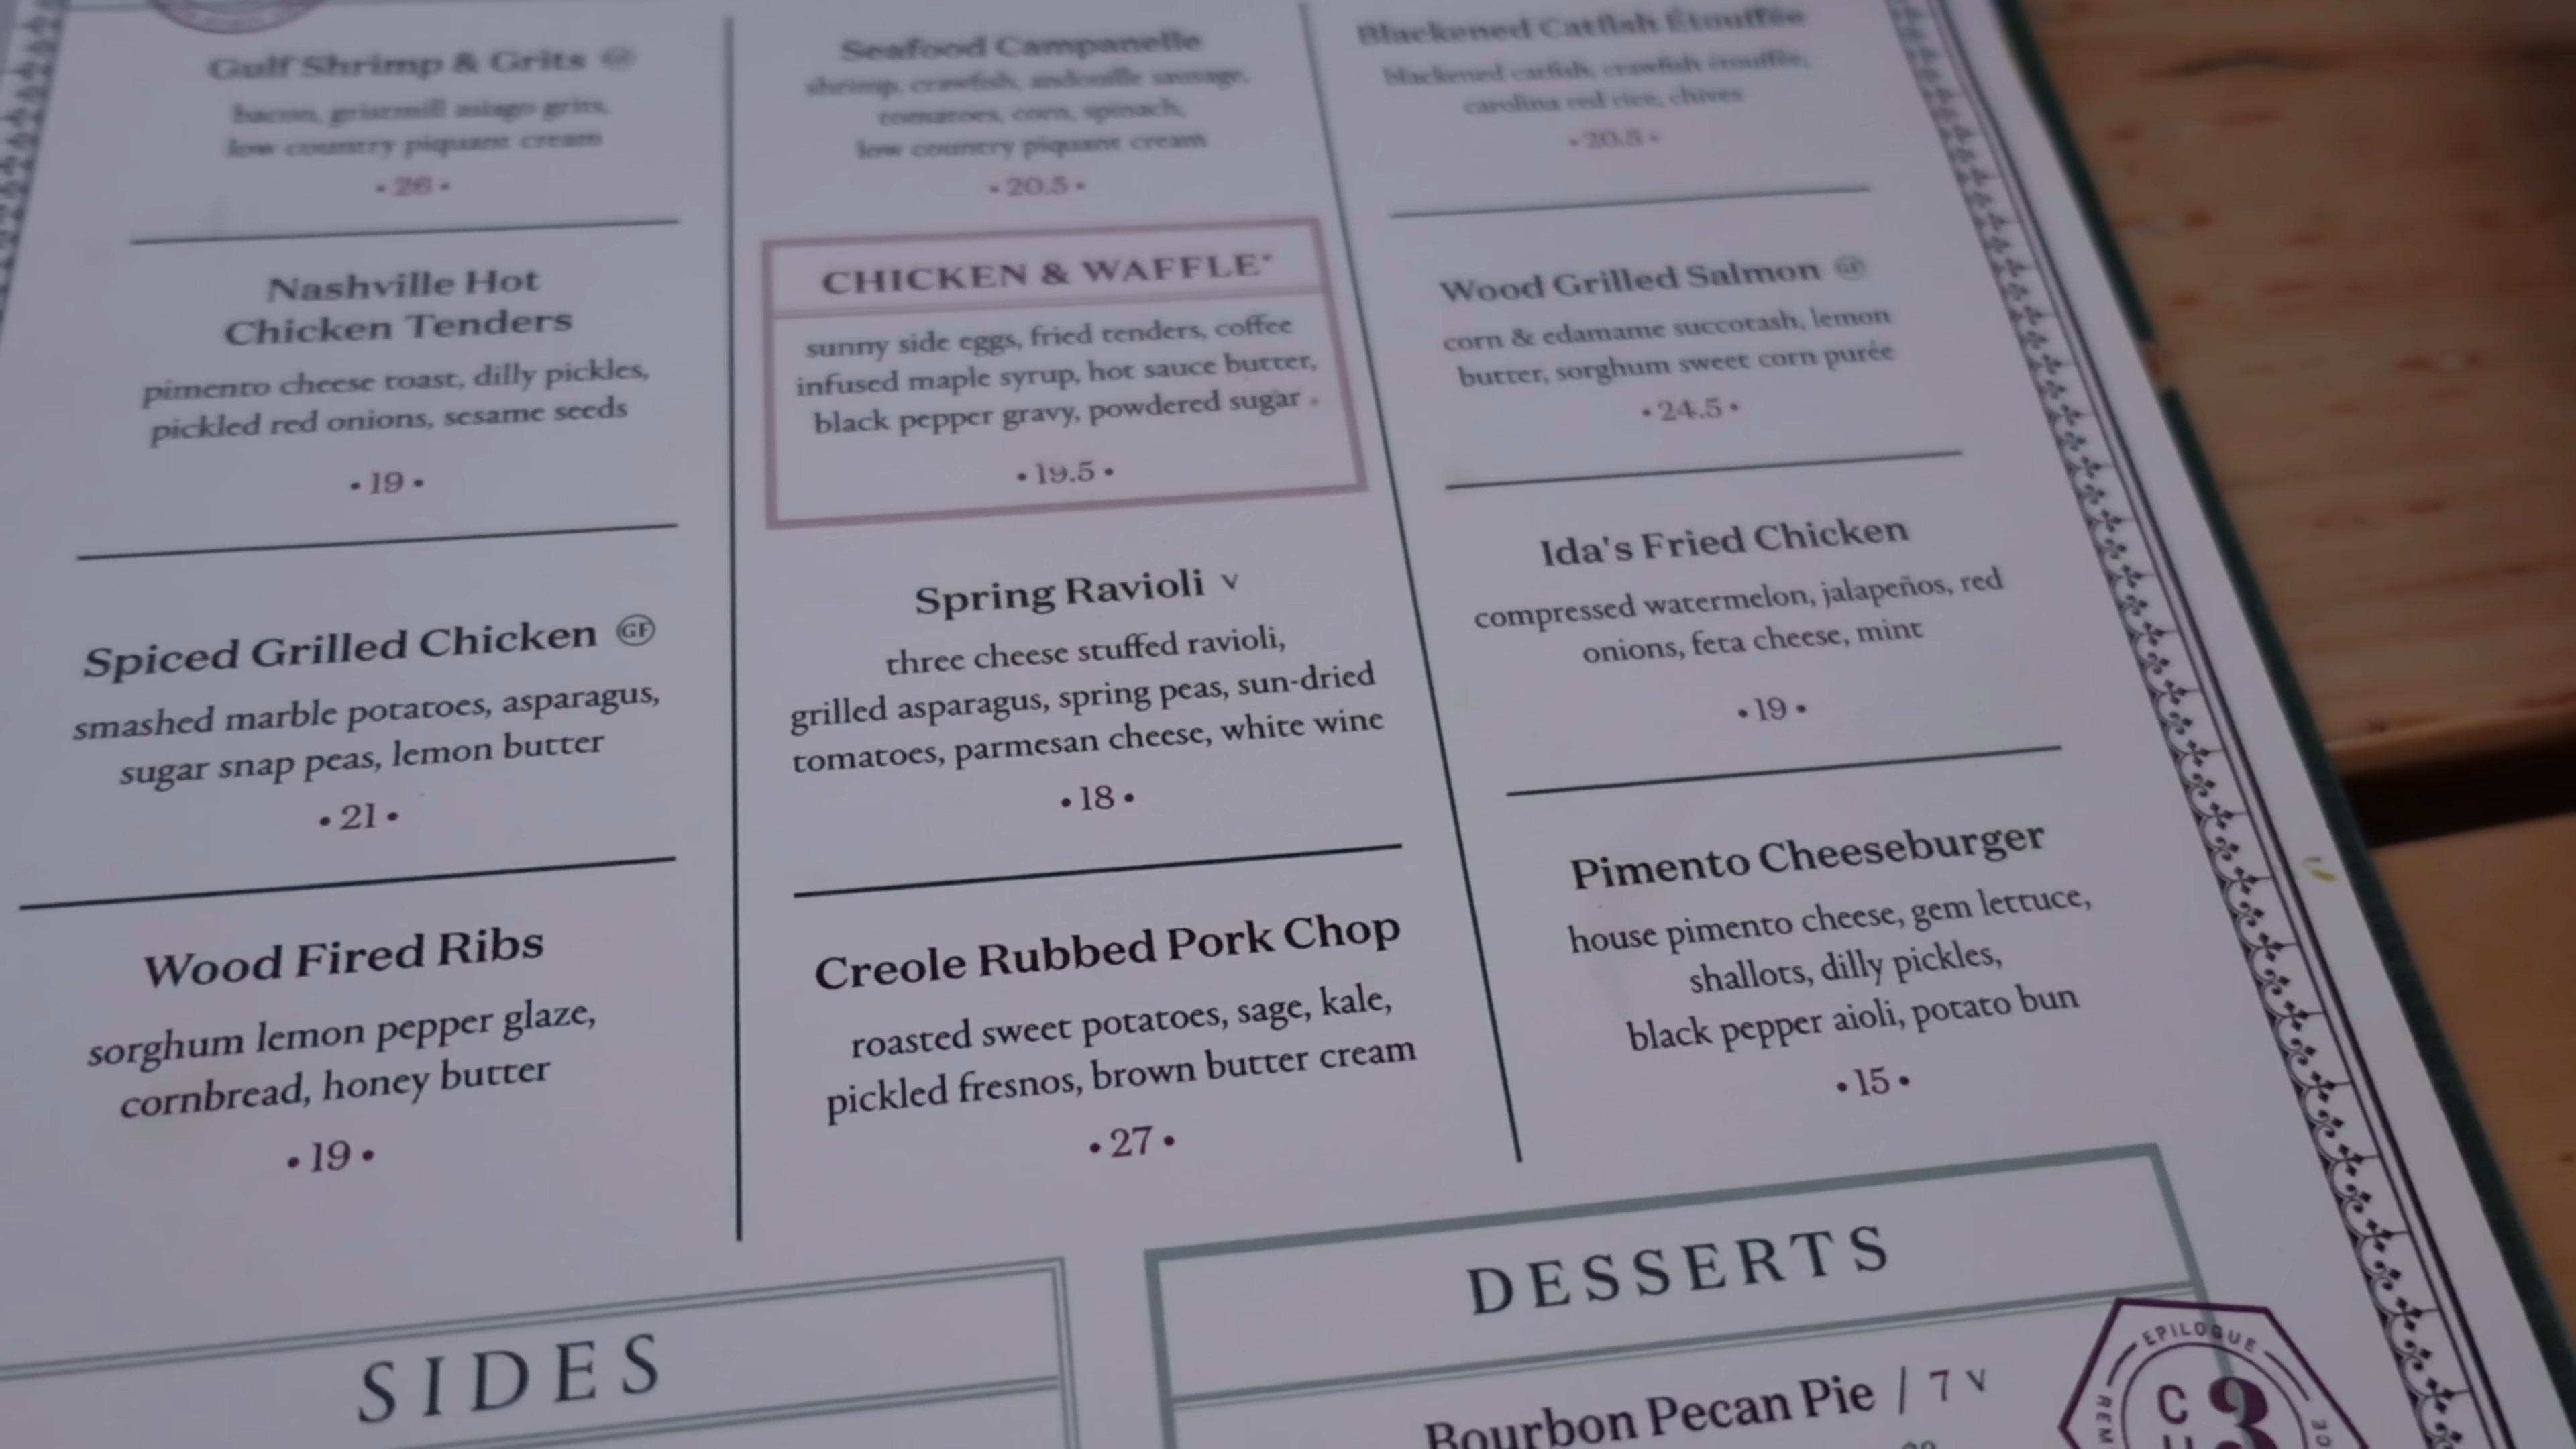 Gulf Shrimp & Grits GF
bacon, gristmill asiago grits,
low country piquant cream
• 26 •
Nashville Hot
Chicken Tenders
pimento cheese toast, dilly pickles,
pickled red onions, sesame seeds
• 19 •
Spiced Grilled Chicken GF
smashed marble potatoes, asparagus,
sugar snap peas, lemon butter
• 21 •
Wood Fired Ribs
sorghum lemon pepper glaze,
cornbread, honey butter
• 19 •
Seafood Campanelle
shrimp, crawfish, andouille sausage,
tomatoes, corn, spinach,
low country piquant cream
• 20.5 •
CHICKEN & WAFFLE*
sunny side eggs, fried tenders, coffee
infused maple syrup, hot sauce butter,
black pepper gravy, powdered sugar
• 19.5 •
Spring Ravioli V
three cheese stuffed ravioli,
grilled asparagus, spring peas, sun-dried
tomatoes, parmesan cheese, white wine
• 18 •
Creole Rubbed Pork Chop
roasted sweet potatoes, sage, kale,
pickled fresnos, brown butter cream
• 27 •
Blackened Catfish Étouffée
blackened catfish, crawfish étouffée,
carolina red rice, chives
• 20.5 •
Wood Grilled Salmon GF
corn & edamame succotash, lemon
butter, sorghum sweet corn purée
• 24.5 •
Ida's Fried Chicken
compressed watermelon, jalapeños, red
onions, feta cheese, mint
• 19 •
Pimento Cheeseburger
house pimento cheese, gem lettuce,
shallots, dilly pickles,
black pepper aioli, potato bun
• 15 •
SIDES
DESSERTS
Bourbon Pecan Pie / 7 V
EPILOGUE
REM
C
3